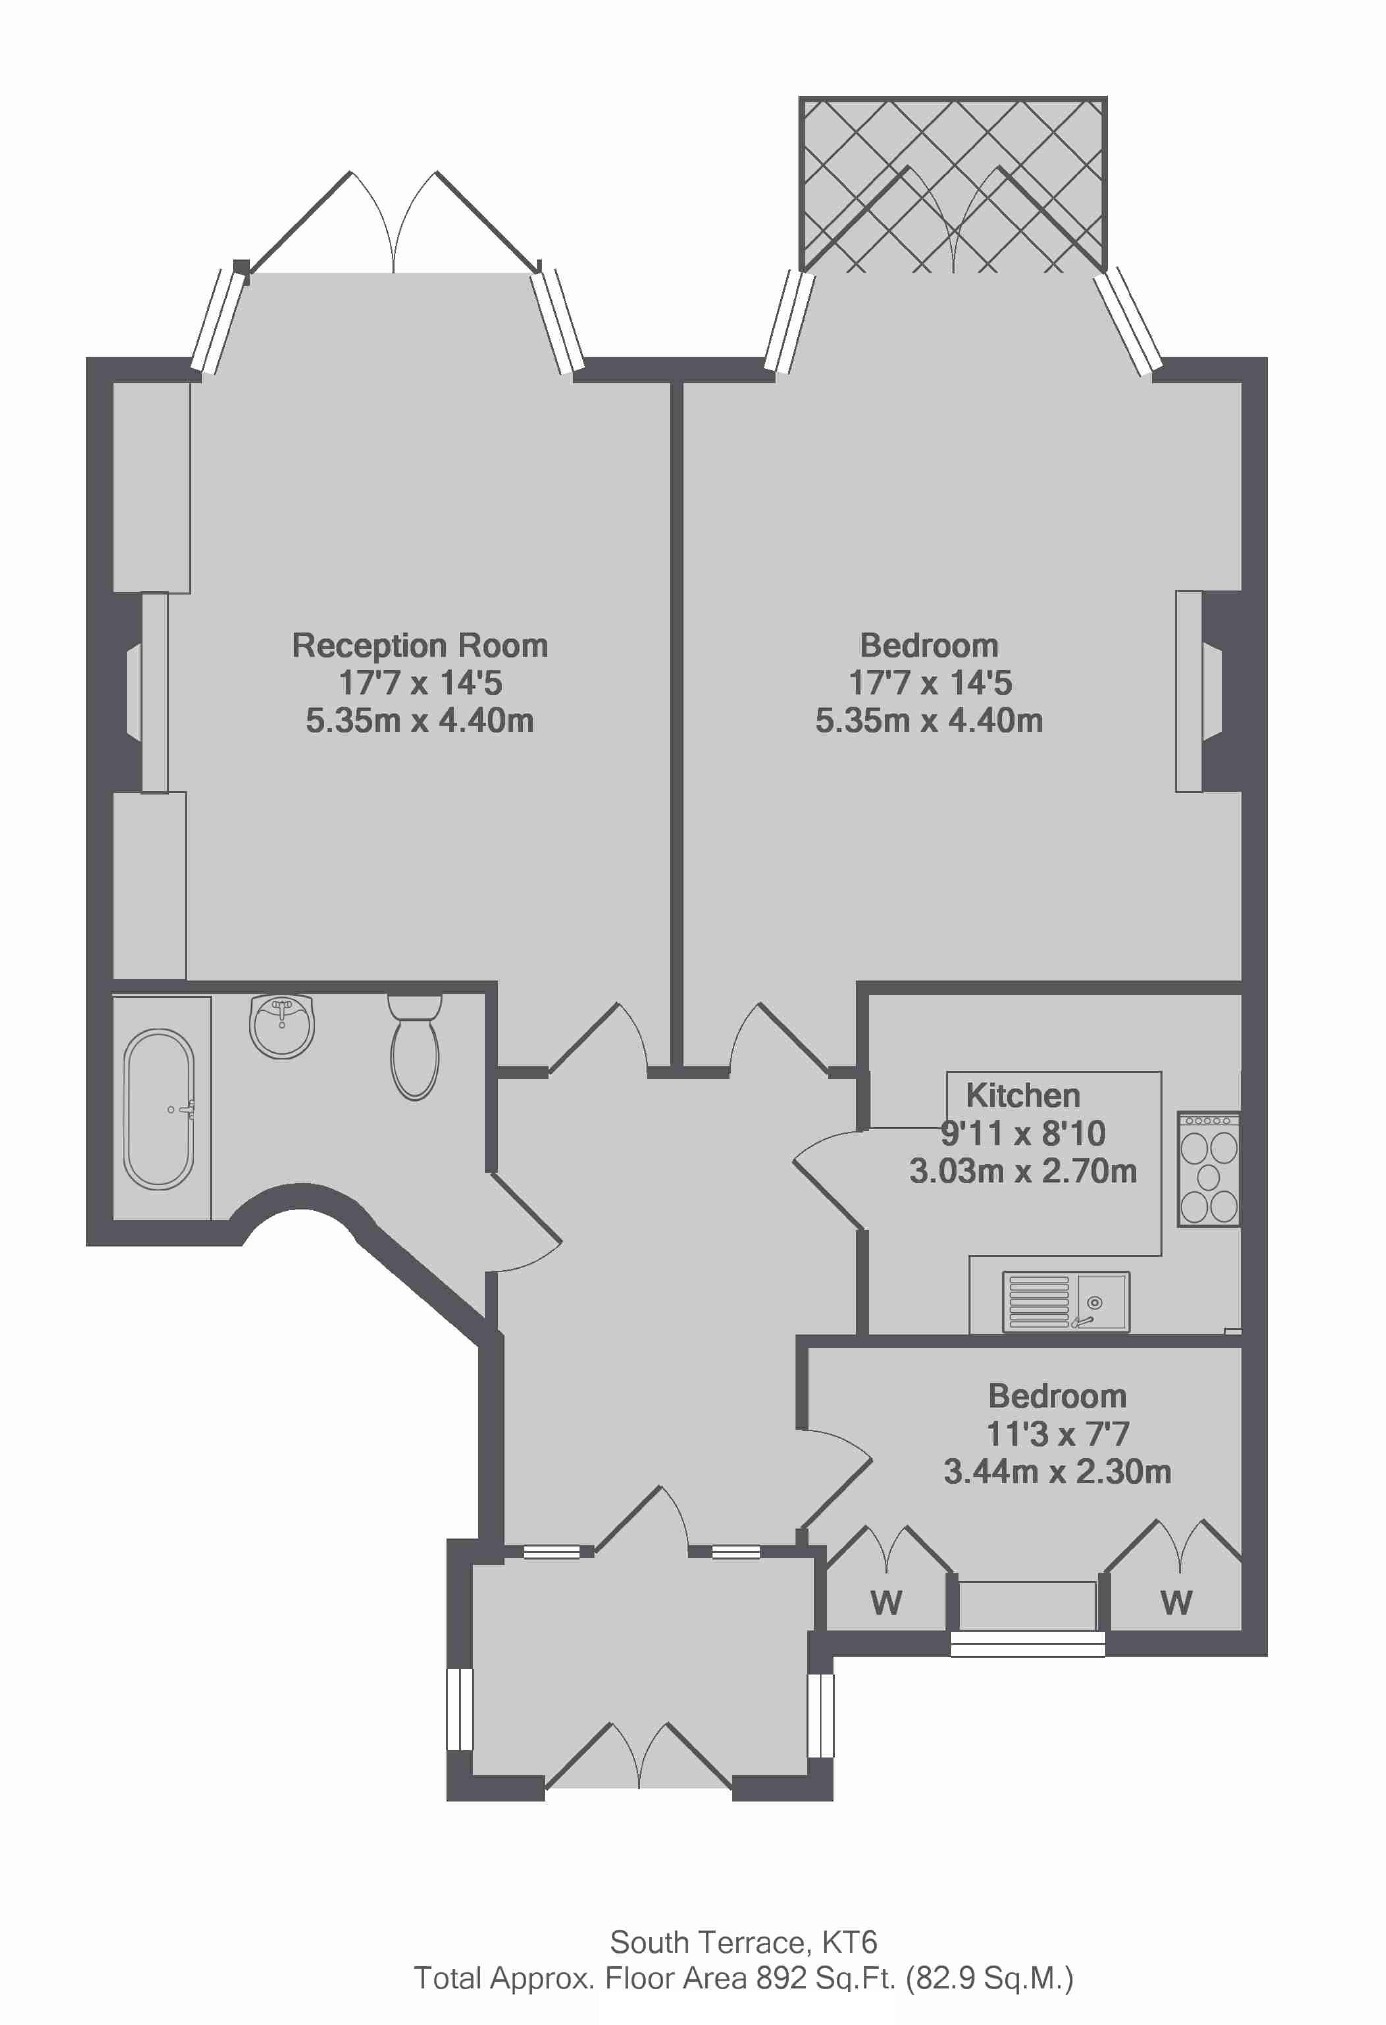 Reception Room
17'7 x 14'5
5.35m x 4.40m
Bedroom
17'7 x 14'5
5.35m x 4.40m
Kitchen
9'11 x 8'10
3.03m x 2.70m
Bedroom
11'3 x 7'7
3.44m x 2.30m
W
W
South Terrace, KT6
Total Approx. Floor Area 892 Sq.Ft. (82.9 Sq.M.)